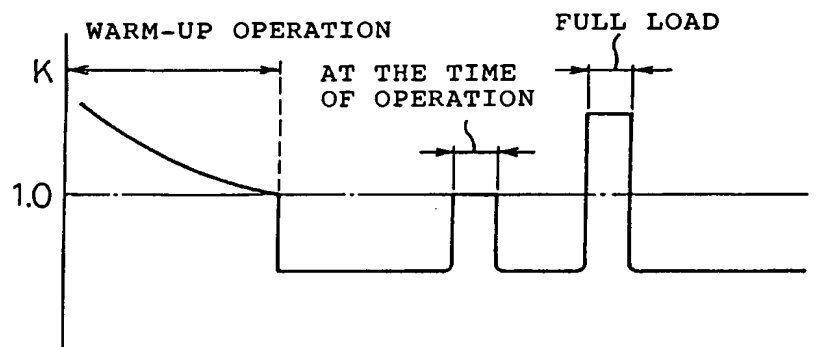 WARM-UP OPERATION
FULL LOAD
K
AT THE TIME
OF OPERATION
1.0